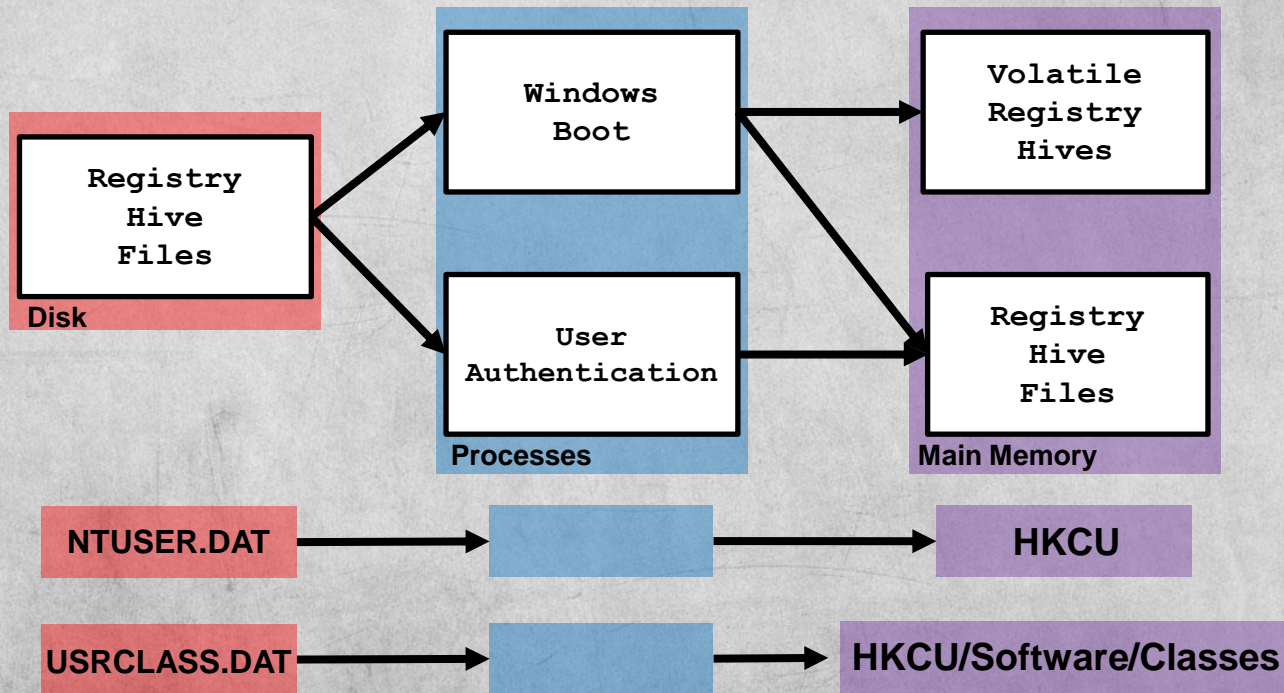 Registry
Hive
Files
Disk
Windows
Boot
User
Authentication
Processes
Volatile
Registry
Hives
Registry
Hive
Files
Main Memory
NTUSER.DAT
HKCU
USRCLASS.DAT
HKCU/Software/Classes